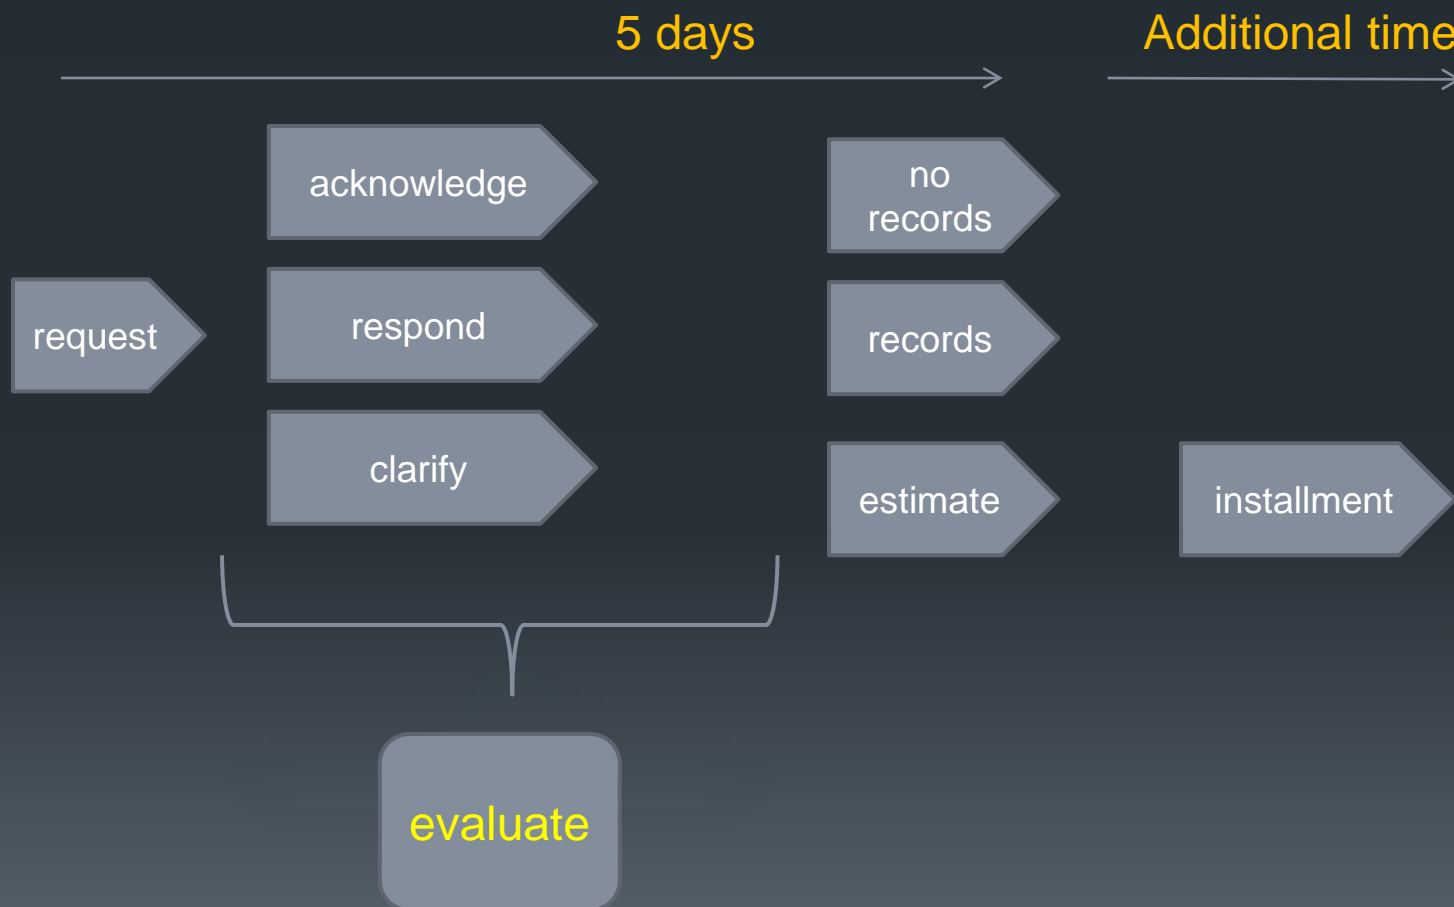 5 days
Additional time
acknowledge
no
records
request
respond
records
clarify
estimate
installment
evaluate